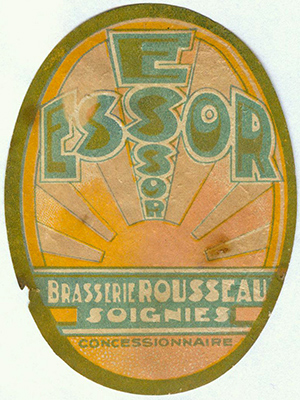 ESSOR
ESSOR
BRASSERIE ROUSSEAU
SOIGNIES
CONCESSIONNAIRE